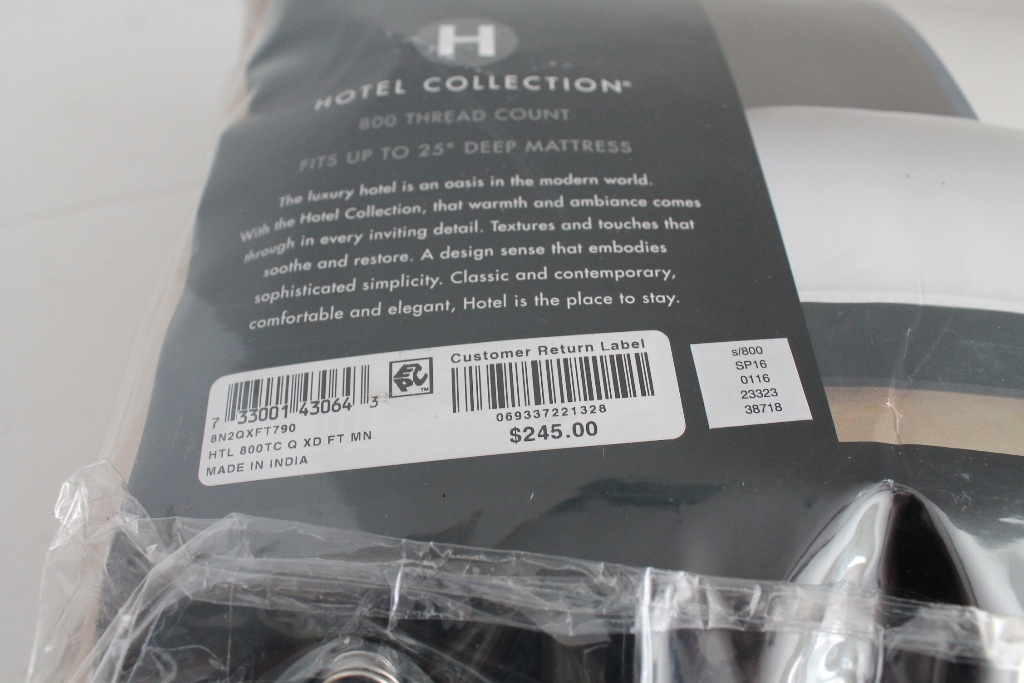 H
HOTEL COLLECTION®
800 THREAD COUNT
FITS UP TO 25" DEEP MATTRESS
The luxury hotel is an oasis in the modern world.
With the Hotel Collection, that warmth and ambiance comes
through in every inviting detail. Textures and touches that
soothe and restore. A design sense that embodies
sophisticated simplicity. Classic and contemporary,
comfortable and elegant, Hotel is the place to stay.
7 33001 43064 3
8N2QXFT790
HTL 800TC Q XD FT MN
MADE IN INDIA
EPC™
Customer Return Label
069337221328
$245.00
s/800
SP16
0116
23323
38718